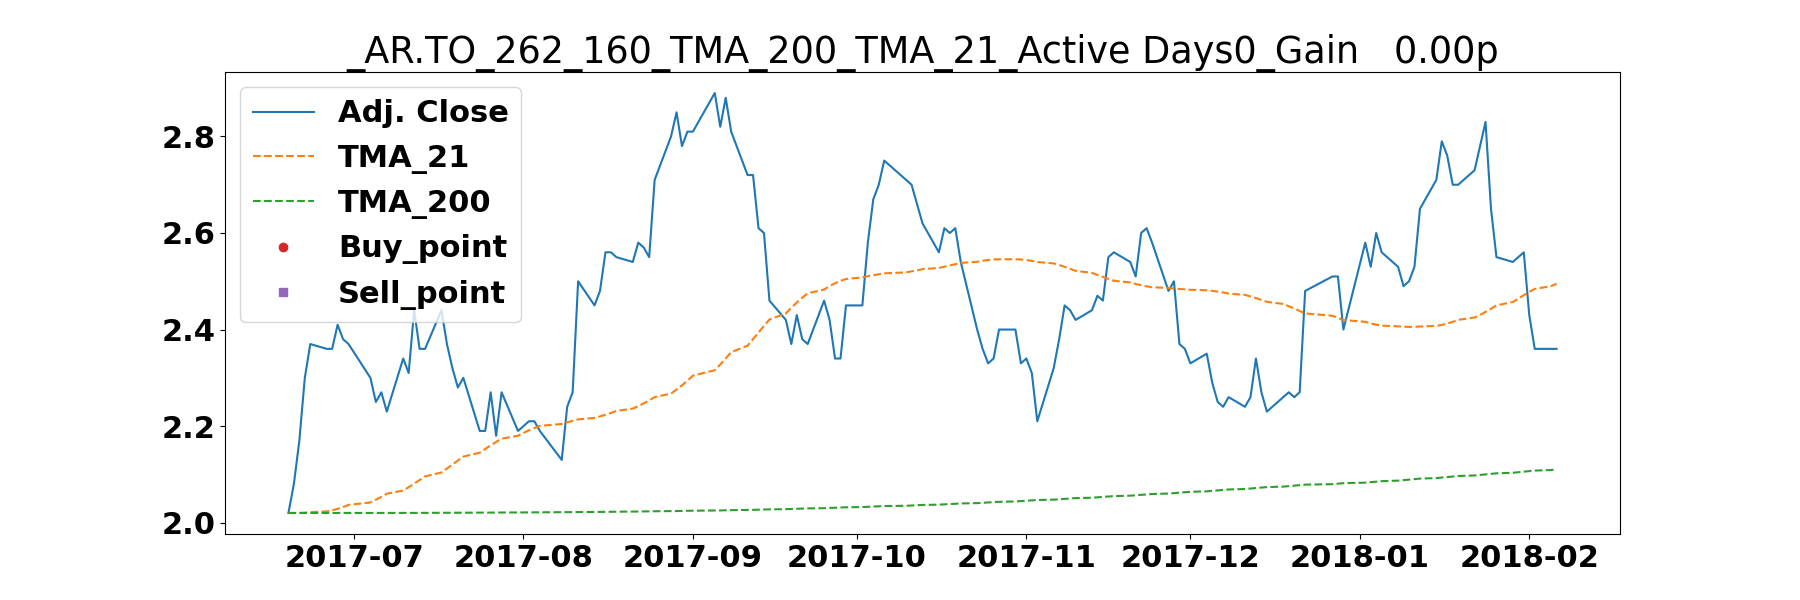 _AR.TO_262_160_TMA_200_TMA_21_Active Days0_Gain   0.00p
Adj. Close
TMA_21
TMA_200
Buy_point
Sell_point
2.8
2.6
2.4
2.2
2.0
2017-07 2017-08 2017-09 2017-10 2017-11 2017-12 2018-01 2018-02